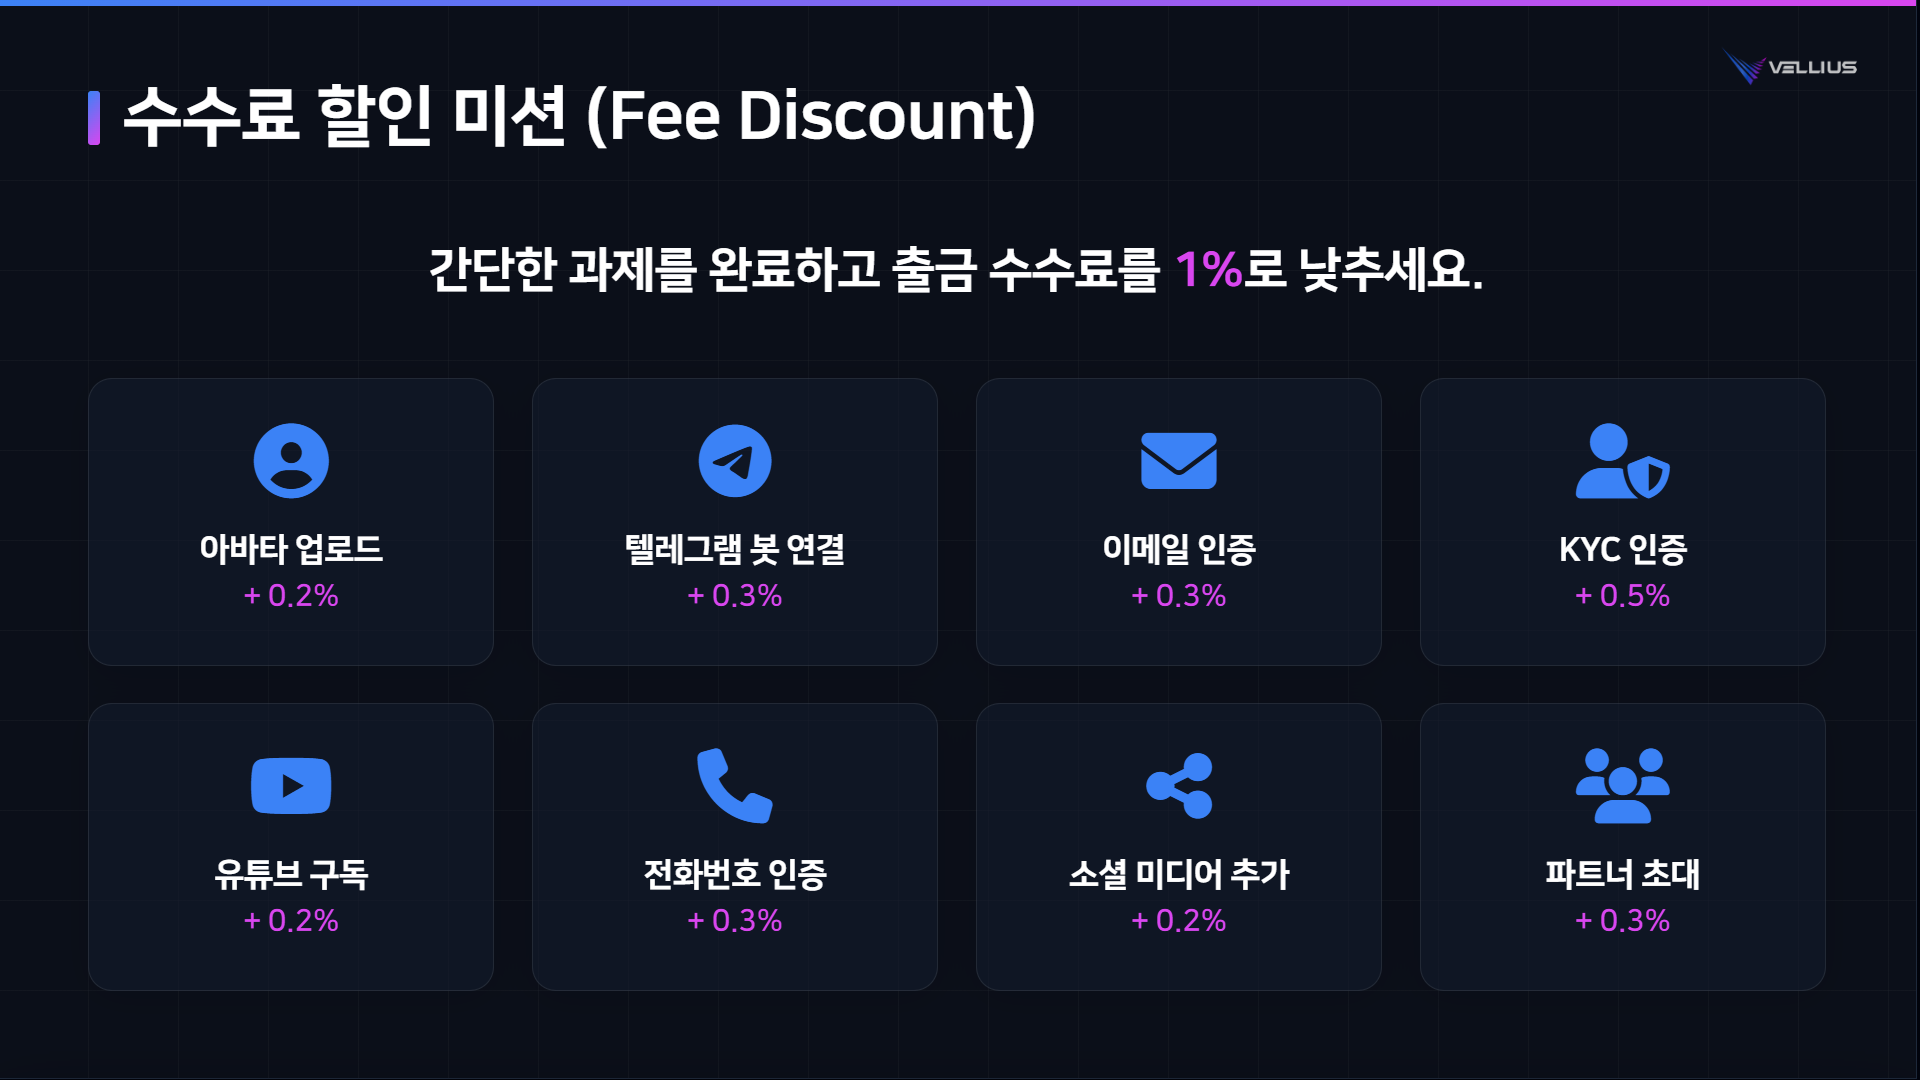 VELLIUS
수수료 할인 미션 (Fee Discount)
간단한 과제를 완료하고 출금 수수료를 1%로 낮추세요.
아바타 업로드
+ 0.2%
텔레그램 봇 연결
+ 0.3%
이메일 인증
+ 0.3%
KYC 인증
+ 0.5%
유튜브 구독
+ 0.2%
전화번호 인증
+ 0.3%
소셜 미디어 추가
+ 0.2%
파트너 초대
+ 0.3%